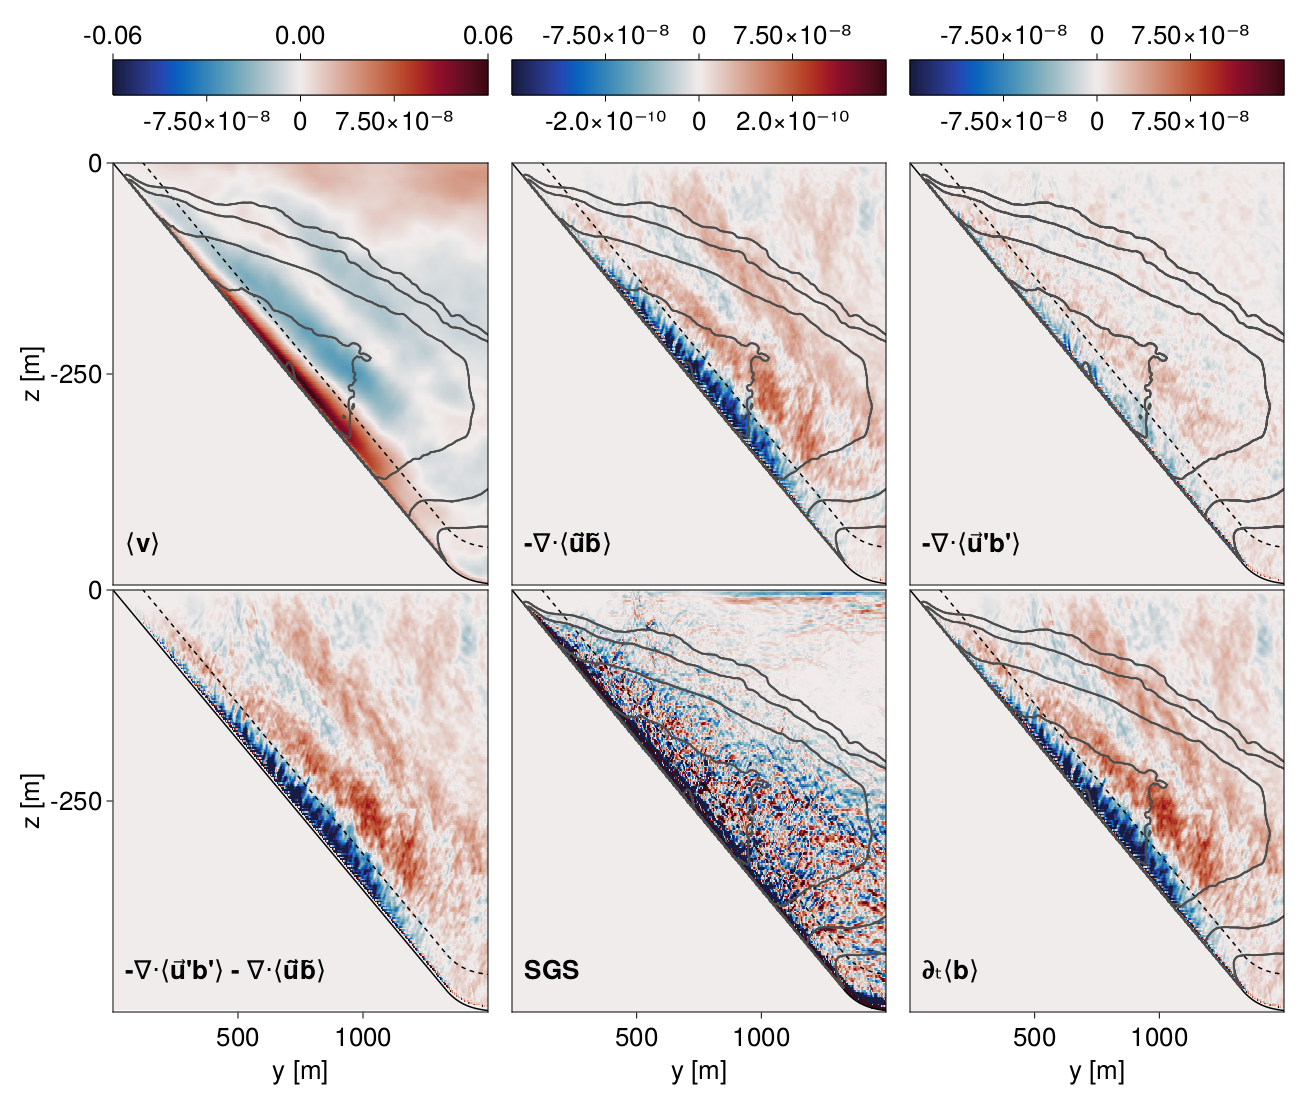 -0.06 0.00 0.06 -7.50×10⁻⁸ 0 7.50×10⁻⁸ -7.50×10⁻⁸ 0 7.50×10⁻⁸
-7.50×10⁻⁸ 0 7.50×10⁻⁸ -2.0×10⁻¹⁰ 0 2.0×10⁻¹⁰ -7.50×10⁻⁸ 0 7.50×10⁻⁸
0
z [m]
-250
⟨v⟩ -∇·⟨ũ⃗b̃⟩ -∇·⟨u⃗'b'⟩
0
z [m]
-250
-∇·⟨u⃗'b'⟩ - ∇·⟨ũ⃗b̃⟩ SGS ∂ₜ⟨b⟩
500 1000 500 1000 500 1000
y [m] y [m] y [m]